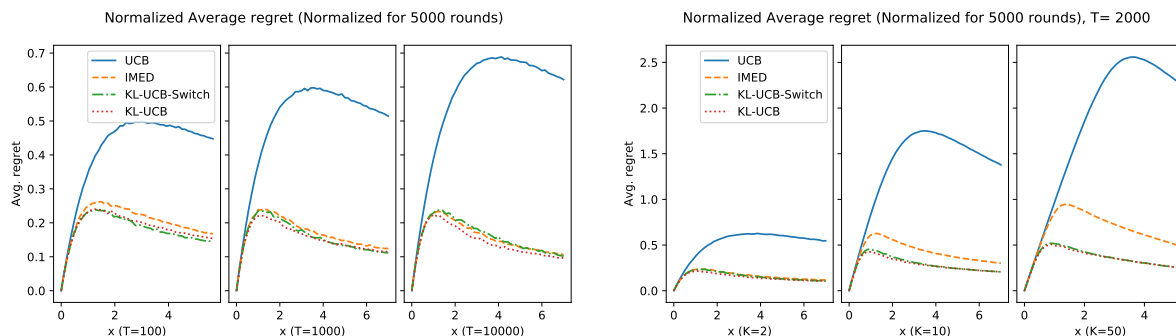 Normalized Average regret (Normalized for 5000 rounds)
0.7
0.6
0.5
0.4
0.3
0.2
0.1
0.0
Avg. regret
UCB
IMED
KL-UCB-Switch
KL-UCB
0 2 4
x (T=100)
0 2 4 6
x (T=1000)
0 2 4 6
x (T=10000)
Normalized Average regret (Normalized for 5000 rounds), T= 2000
2.5
2.0
1.5
1.0
0.5
0.0
Avg. regret
UCB
IMED
KL-UCB-Switch
KL-UCB
0 2 4 6
x (K=2)
0 2 4 6
x (K=10)
0 2 4
x (K=50)